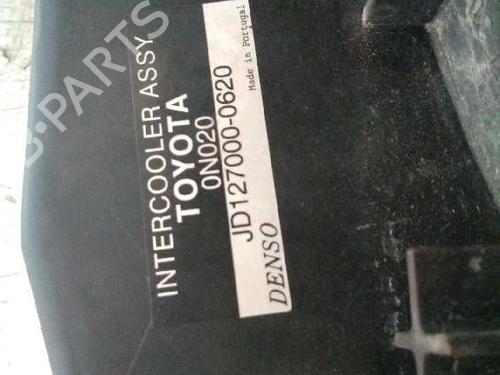 INTERCOOLER ASSY
TOYOTA
0N020
JD127000-0620
DENSO
Made in Portugal
B-PARTS